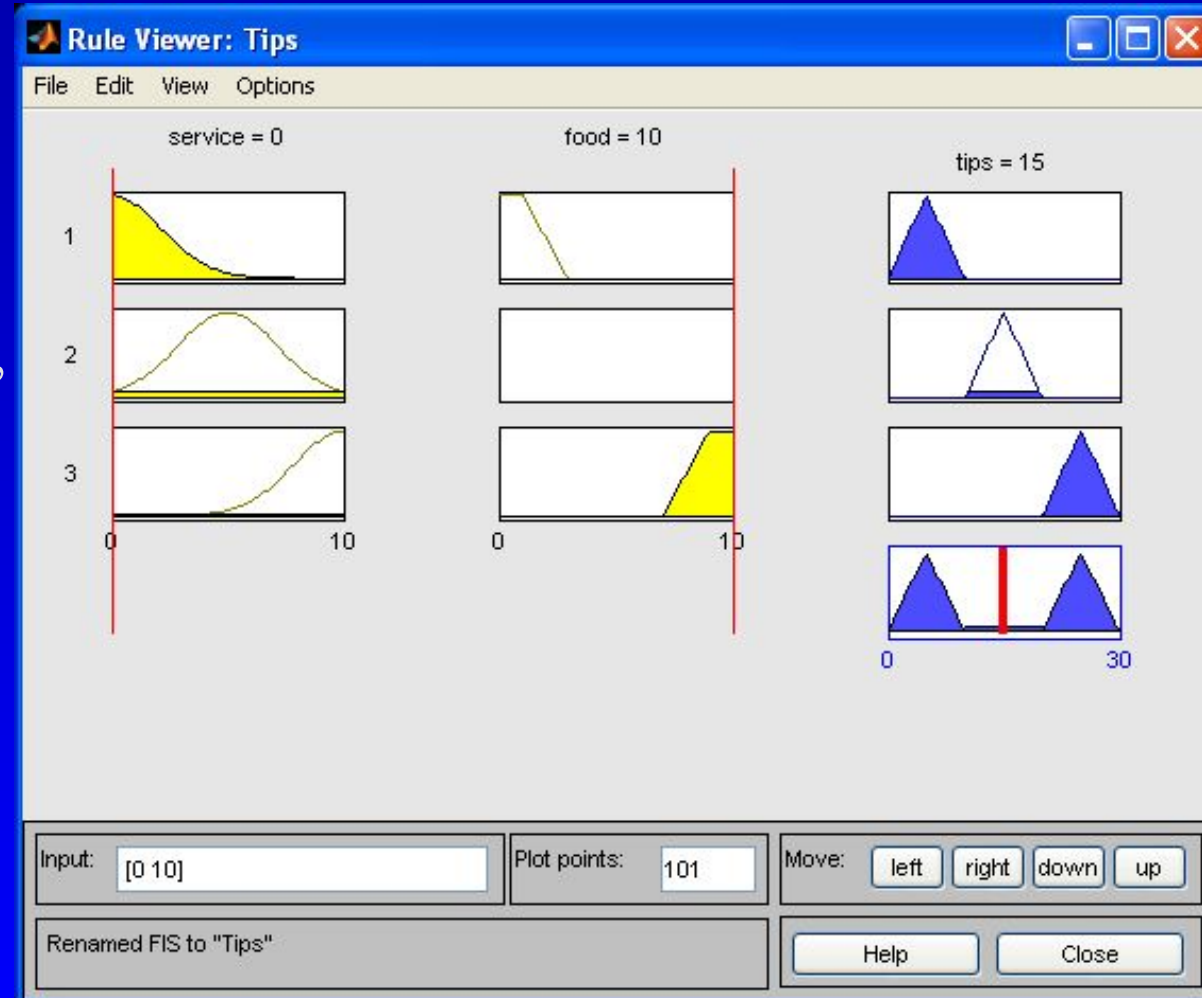 Rule Viewer: Tips
File Edit View Options
service = 0
food = 10
tips = 15
1
2
3
0 10
0 10
0 30
Input: [0 10]
Plot points: 101
Move: left right down up
Renamed FIS to "Tips"
Help Close